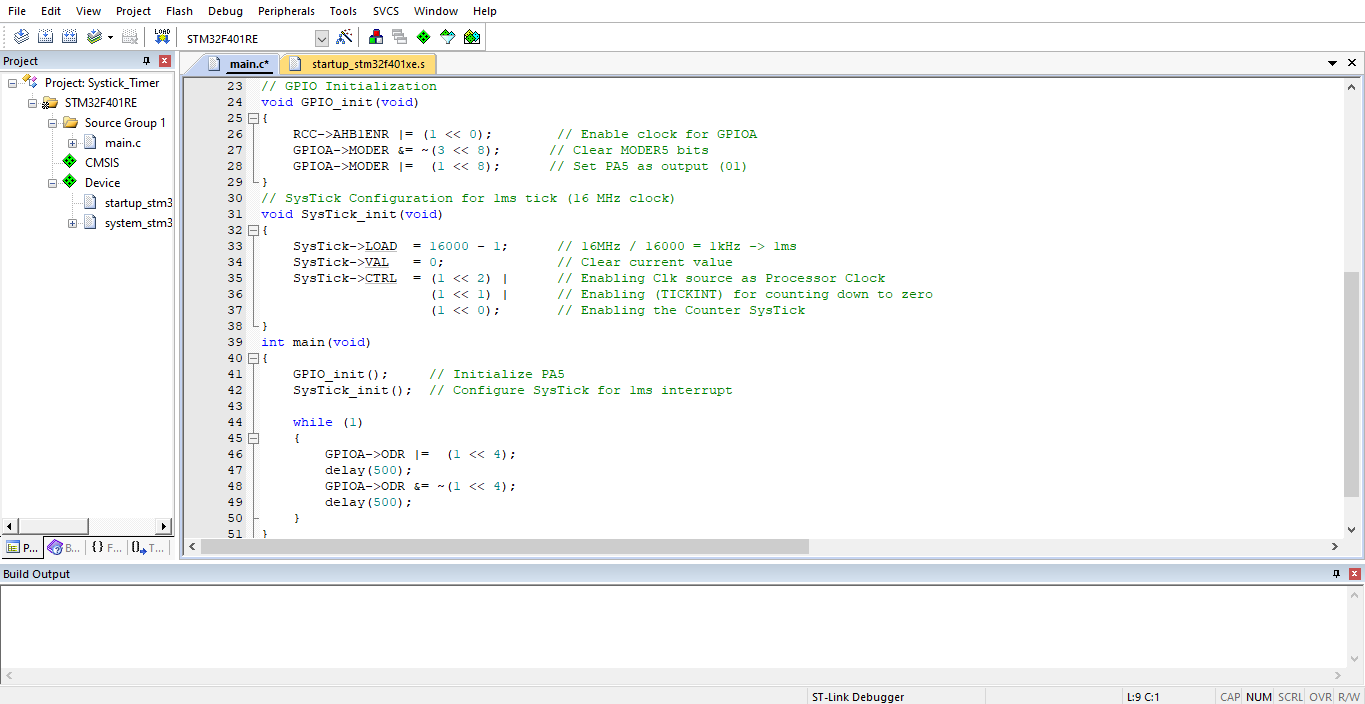 File Edit View Project Flash Debug Peripherals Tools SVCS Window Help
LOAD STM32F401RE
Project
main.c* startup_stm32f401xe.s
Project: Systick_Timer
STM32F401RE
Source Group 1
main.c
CMSIS
Device
startup_stm3
system_stm3
P... B... {} F... 0 T...
23 // GPIO Initialization
24 void GPIO_init(void)
25 {
26 RCC->AHB1ENR |= (1 << 0); // Enable clock for GPIOA
27 GPIOA->MODER &= ~(3 << 8); // Clear MODER5 bits
28 GPIOA->MODER |= (1 << 8); // Set PA5 as output (01)
29 }
30 // SysTick Configuration for 1ms tick (16 MHz clock)
31 void SysTick_init(void)
32 {
33 SysTick->LOAD = 16000 - 1; // 16MHz / 16000 = 1kHz -> 1ms
34 SysTick->VAL = 0; // Clear current value
35 SysTick->CTRL = (1 << 2) | // Enabling Clk source as Processor Clock
36 (1 << 1) | // Enabling (TICKINT) for counting down to zero
37 (1 << 0); // Enabling the Counter SysTick
38 }
39 int main(void)
40 {
41 GPIO_init(); // Initialize PA5
42 SysTick_init(); // Configure SysTick for 1ms interrupt
43
44 while (1)
45 {
46 GPIOA->ODR |= (1 << 4);
47 delay(500);
48 GPIOA->ODR &= ~(1 << 4);
49 delay(500);
50 }
51 }
Build Output
ST-Link Debugger L:9 C:1 CAP NUM SCRL OVR R/W